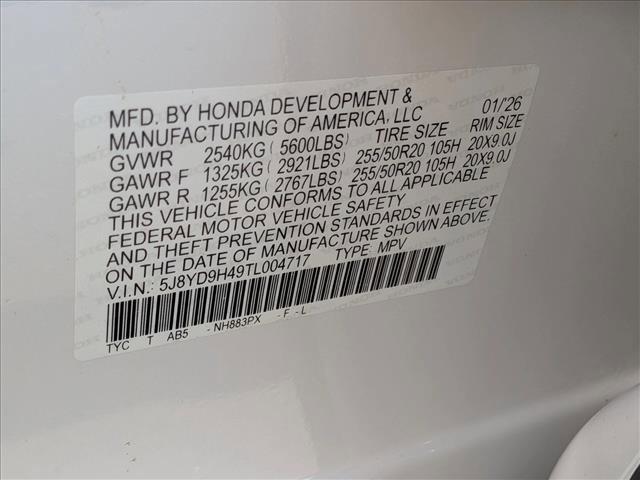 MFD. BY HONDA DEVELOPMENT & 01/'26
MANUFACTURING OF AMERICA, LLC
GVWR 2540KG( 5600LBS) TIRE SIZE RIM SIZE
GAWR F 1325KG( 2921LBS) 255/50R20 105H 20X9.0J
GAWR R 1255KG( 2767LBS) 255/50R20 105H 20X9.0J
THIS VEHICLE CONFORMS TO ALL APPLICABLE
FEDERAL MOTOR VEHICLE SAFETY
AND THEFT PREVENTION STANDARDS IN EFFECT
ON THE DATE OF MANUFACTURE SHOWN ABOVE.
V.I.N.: 5J8YD9H49TL004717 TYPE: MPV
TYC T AB5 -NH883PX -F -L